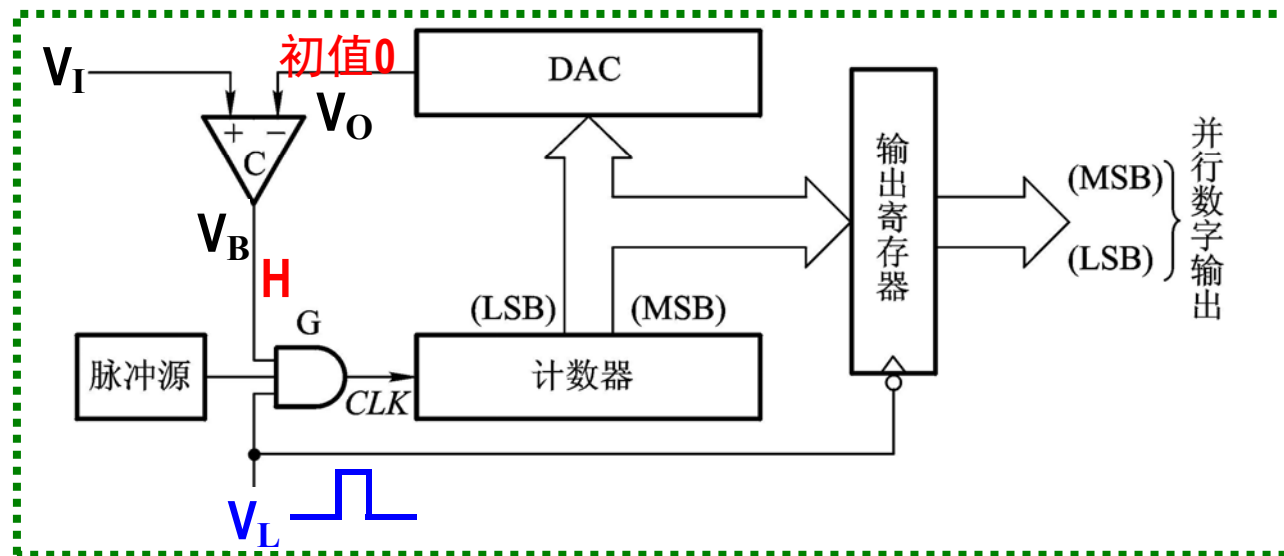 初值0
DAC
V_I
V_O
+ −
C
V_B
H
G
(LSB) (MSB)
脉冲源
CLK
计数器
输出寄存器
(MSB)
(LSB)
并行数字输出
V_L